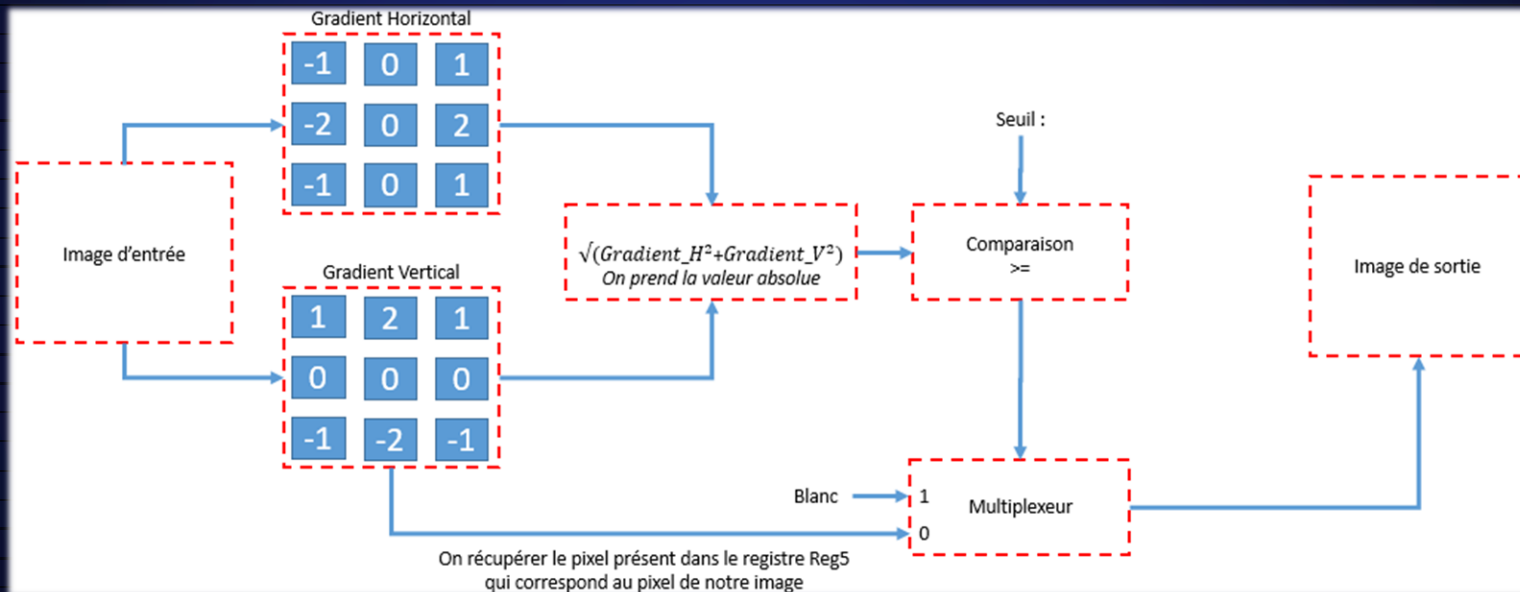 Gradient Horizontal
-1 0 1
-2 0 2
-1 0 1
Image d'entrée
Gradient Vertical
1 2 1
0 0 0
-1 -2 -1
√(Gradient_H²+Gradient_V²)
On prend la valeur absolue
Seuil :
Comparaison
>=
Image de sortie
Blanc
1
Multiplexeur
0
On récupérer le pixel présent dans le registre Reg5
qui correspond au pixel de notre image